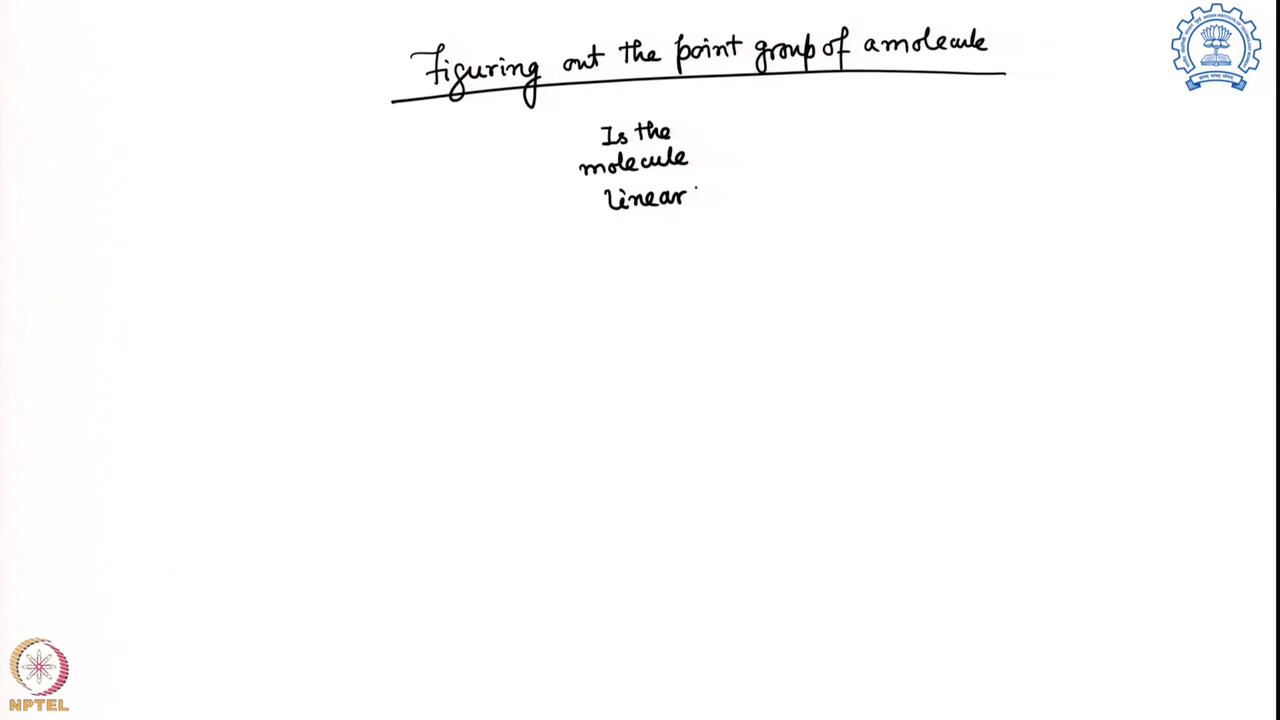 Figuring out the point group of a molecule
Is the
molecule
linear
NPTEL